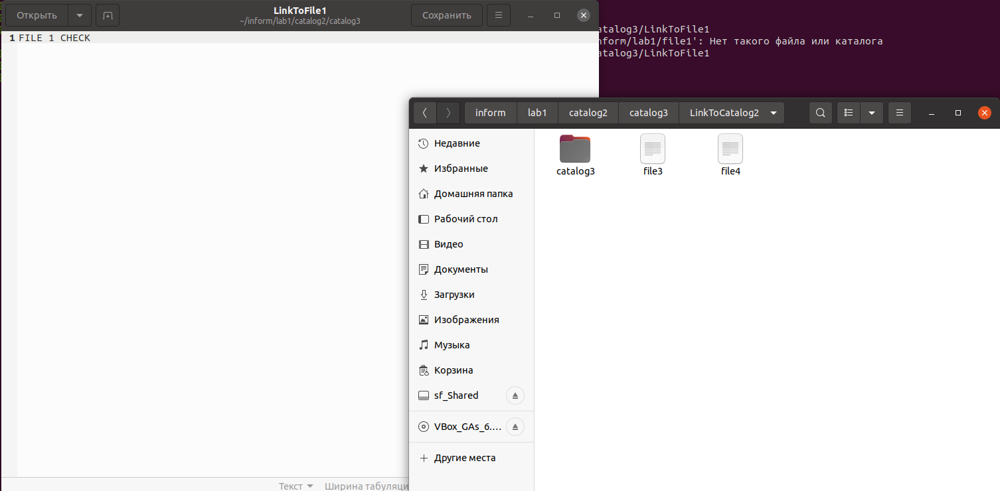 Открыть
LinkToFile1
~/inform/lab1/catalog2/catalog3
Сохранить
1 FILE 1 CHECK
atalog3/LinkToFile1
nform/lab1/file1': Нет такого файла или каталога
atalog3/LinkToFile1
inform lab1 catalog2 catalog3 LinkToCatalog2
Недавние
Избранные
Домашняя папка
Рабочий стол
Видео
Документы
Загрузки
Изображения
Музыка
Корзина
sf_Shared
VBox_GAs_6....
Другие места
catalog3 file3 file4
Текст Ширина табуляци